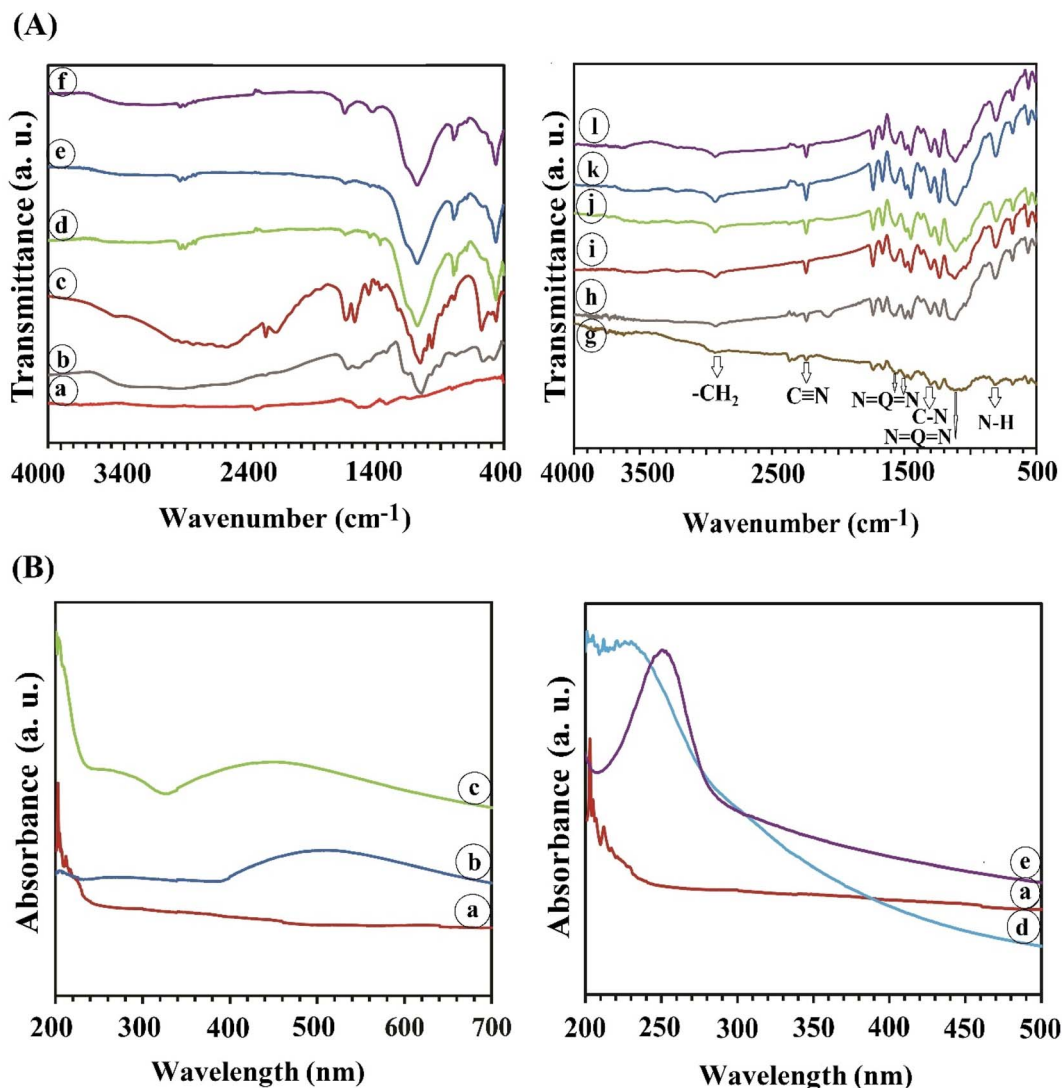 (A)
Transmittance (a. u.)
f
e
d
c
b
a
4000 3400 2400 1400 400
Wavenumber (cm-1)
Transmittance (a. u.)
l
k
j
i
h
g
-CH2
C≡N
N=Q=N
C-N
N=Q=N
N-H
4000 3500 2500 1500 500
Wavenumber (cm-1)
(B)
Absorbance (a. u.)
c
b
a
200 300 400 500 600 700
Wavelength (nm)
Absorbance (a. u.)
e
a
d
200 250 300 350 400 450 500
Wavelength (nm)